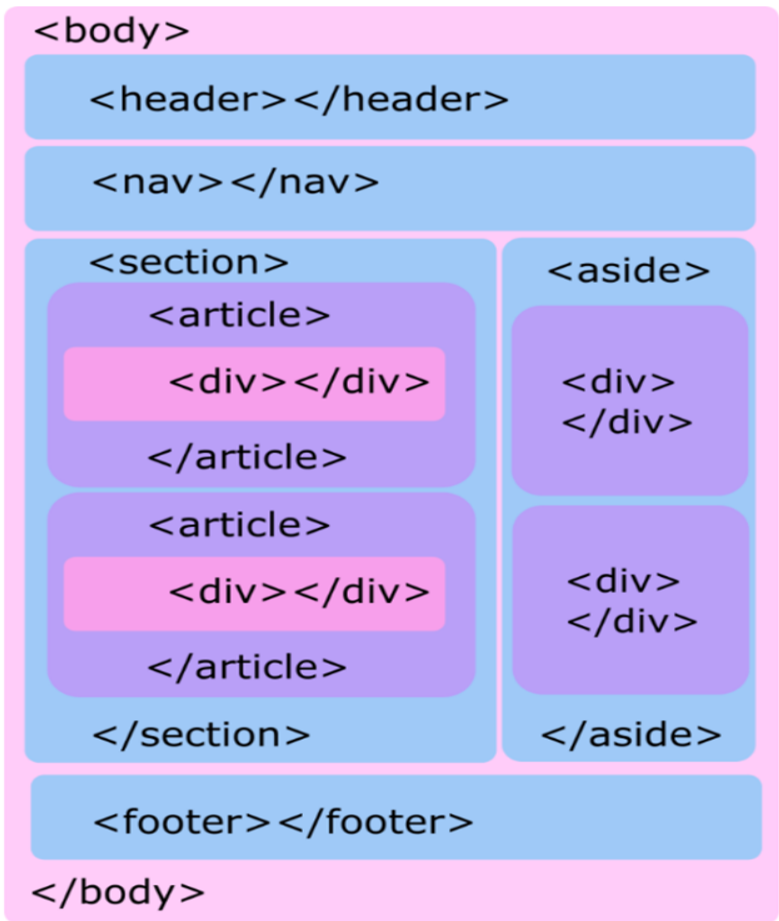 <body>
<header></header>
<nav></nav>
<section>
<article>
<div></div>
</article>
<article>
<div></div>
</article>
</section>
<aside>
<div>
</div>
<div>
</div>
</aside>
<footer></footer>
</body>